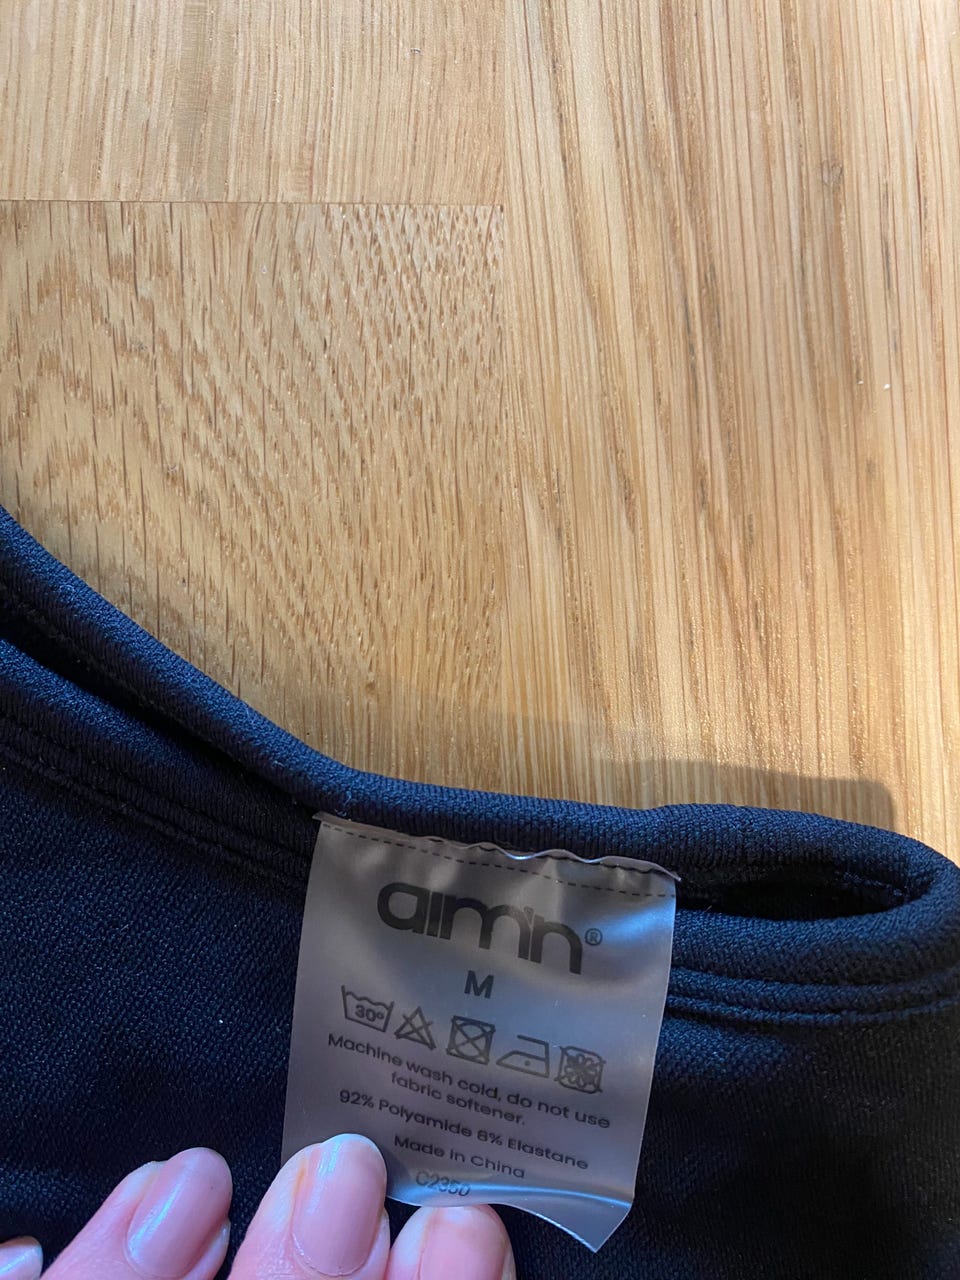 aim'n®
M
30°
Machine wash cold, do not use
fabric softener.
92% Polyamide 8% Elastane
Made in China
C2350